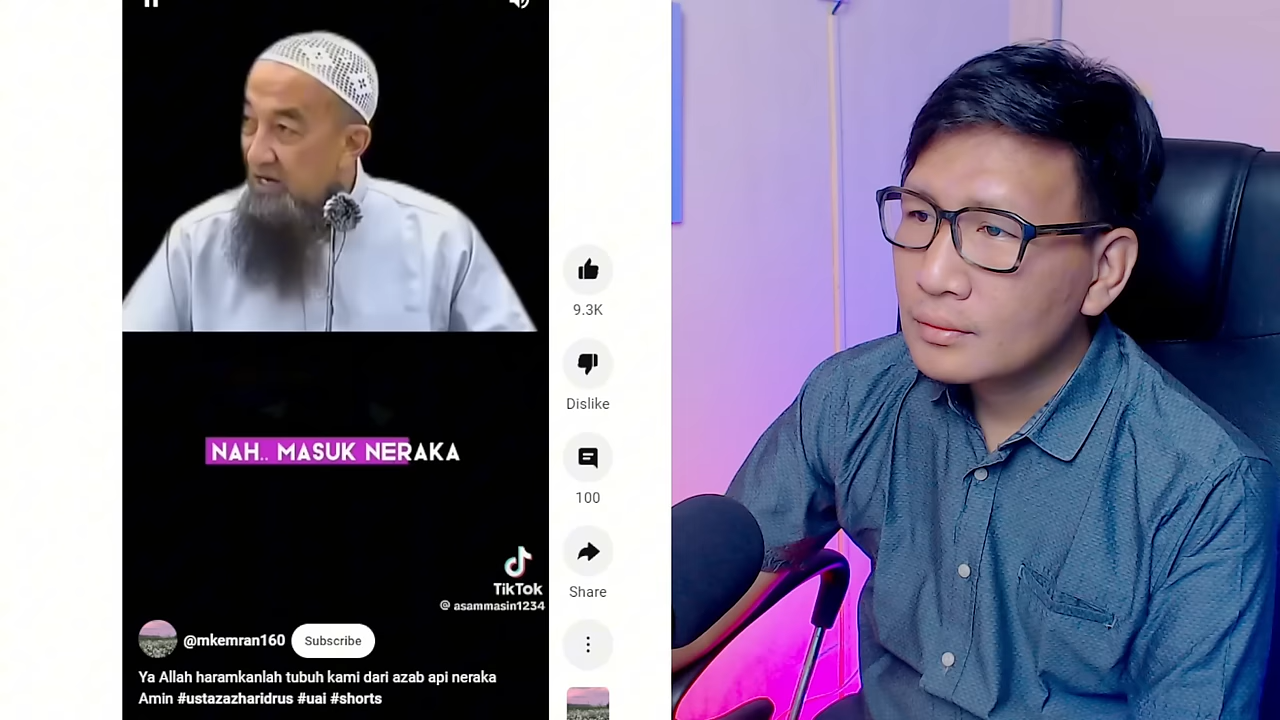 NAH.. MASUK NERAKA
TikTok
@ asammasin1234
@mkemran160
Subscribe
Ya Allah haramkanlah tubuh kami dari azab api neraka
Amin #ustazazharidrus #uai #shorts
9.3K
Dislike
100
Share